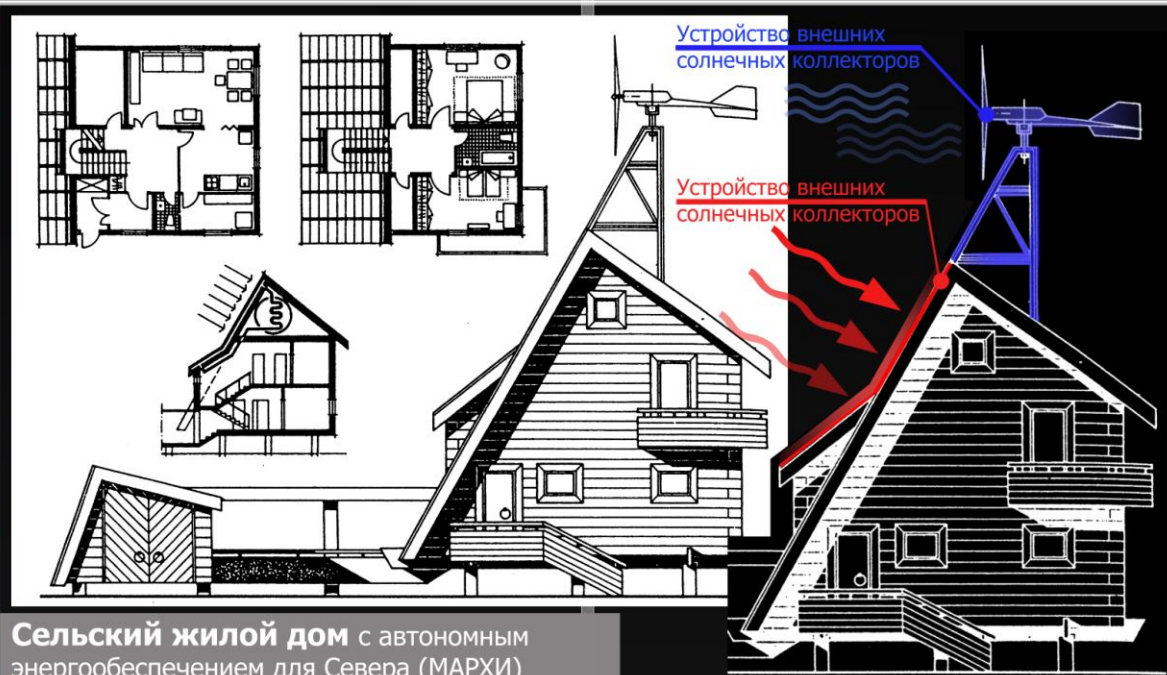 Устройство внешних
солнечных коллекторов
Устройство внешних
солнечных коллекторов
Сельский жилой дом с автономным
энергообеспечением для Севера (МАРХИ)